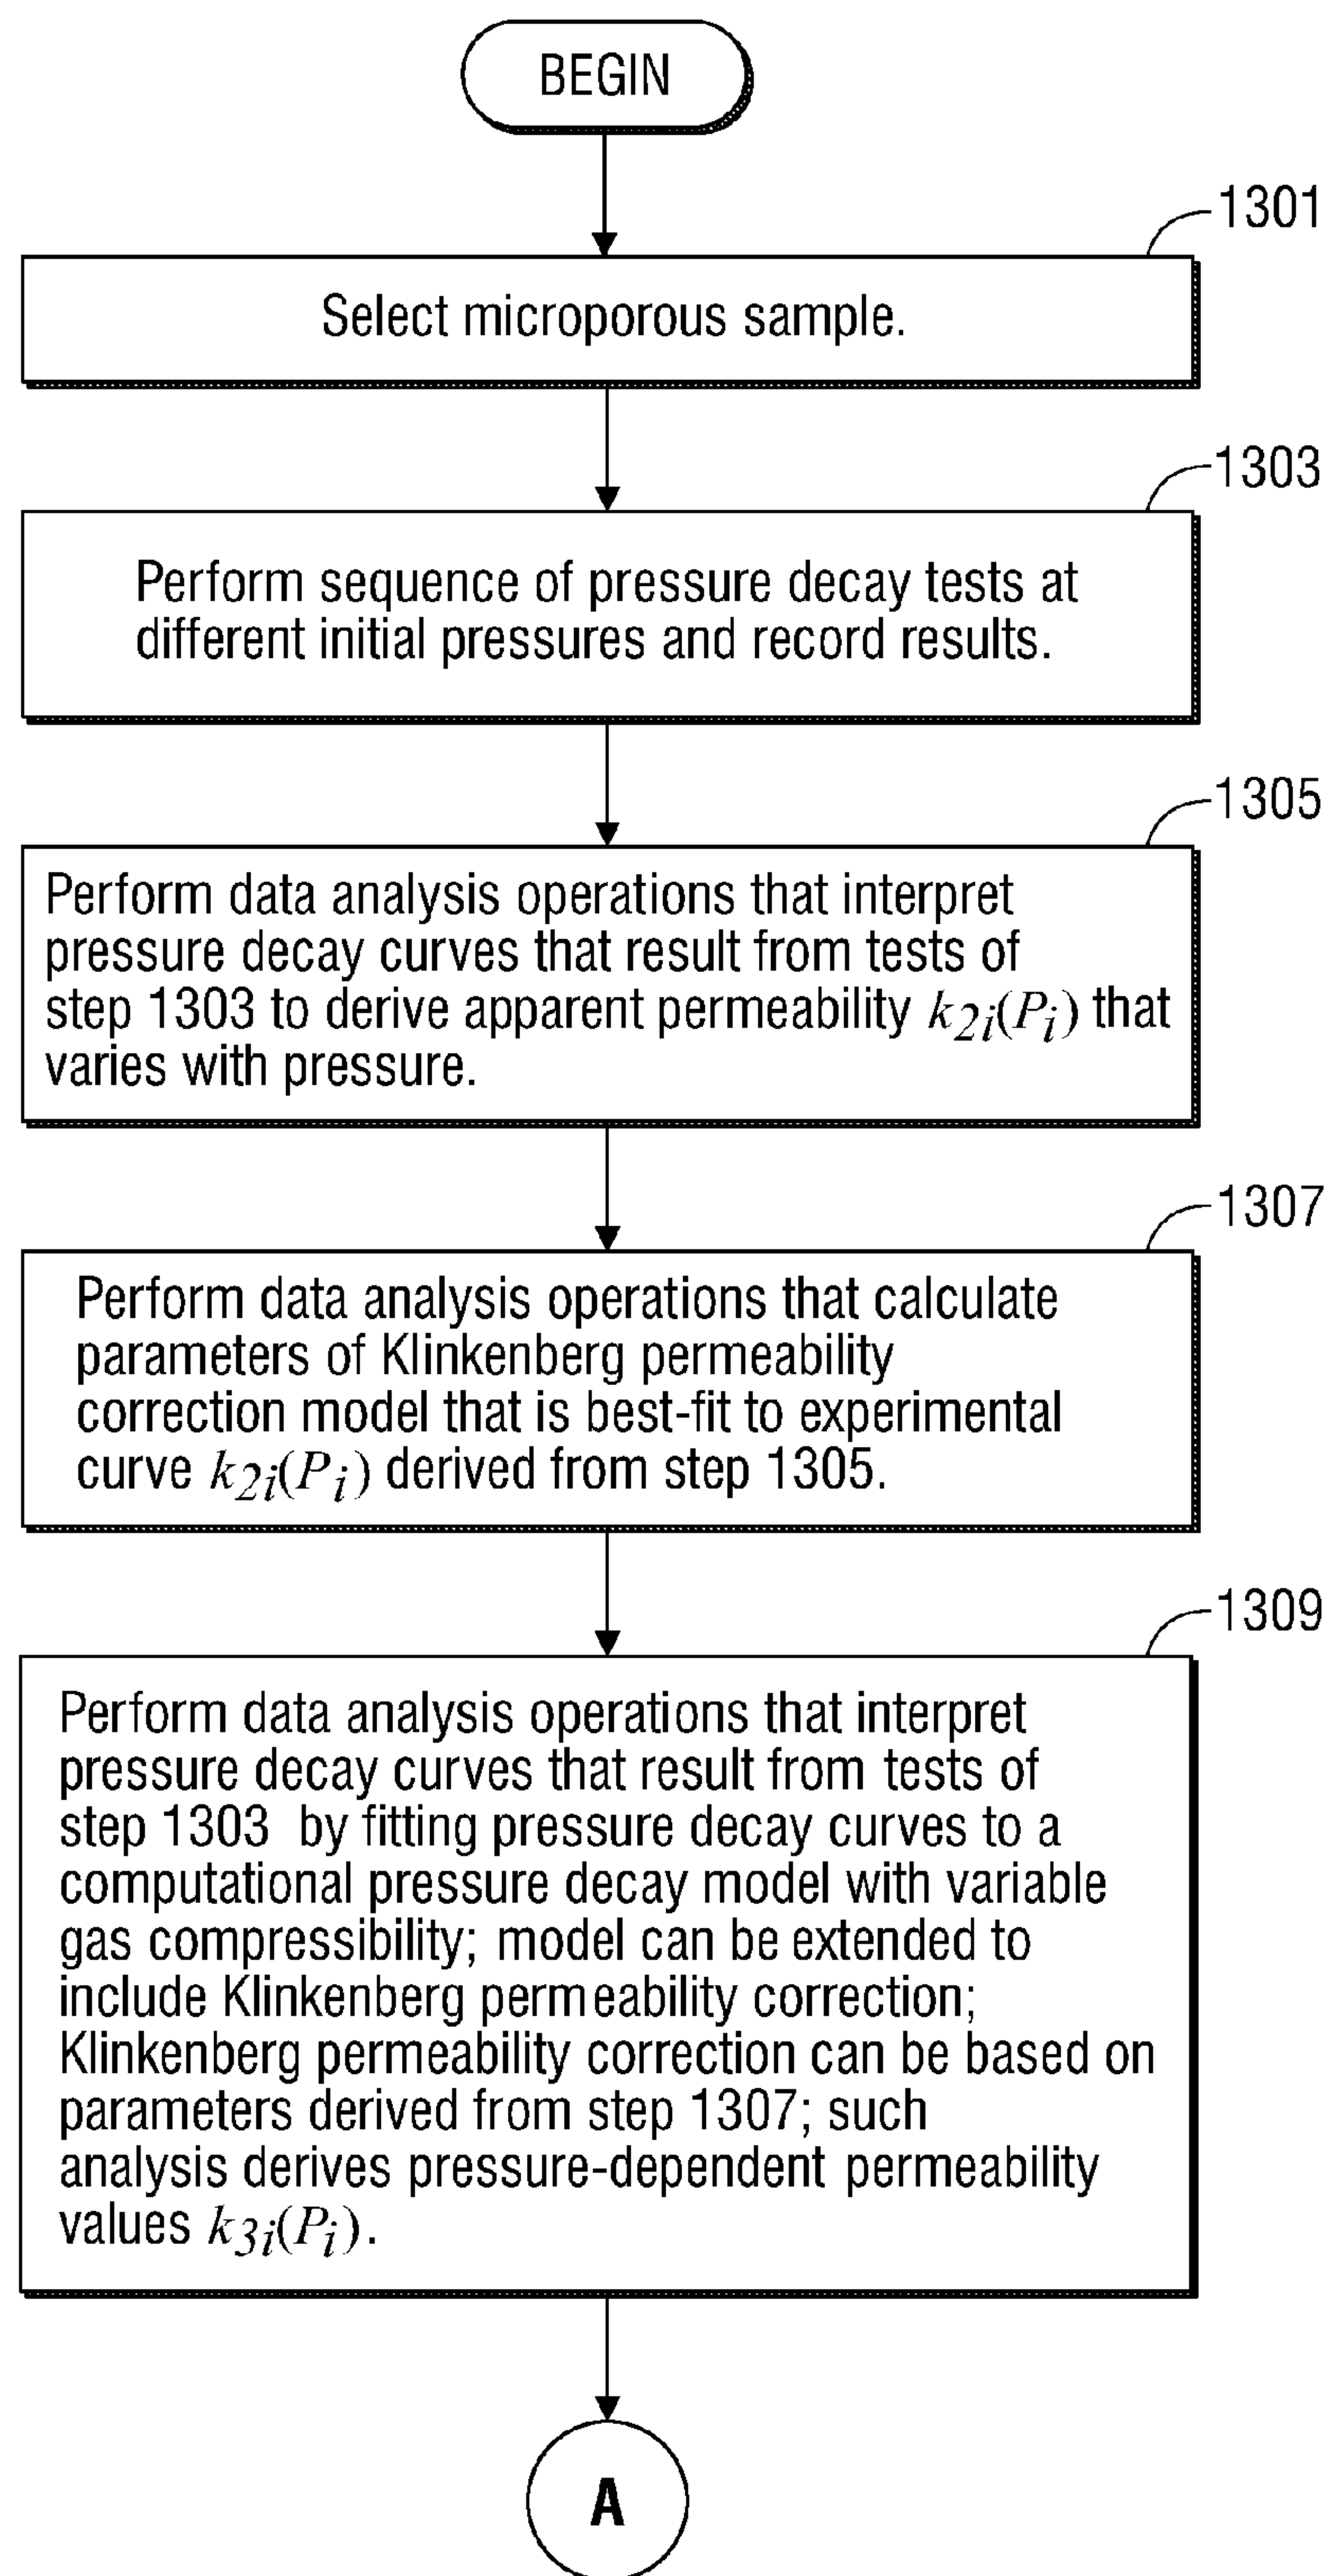 BEGIN
1301
Select microporous sample.
1303
Perform sequence of pressure decay tests at
different initial pressures and record results.
1305
Perform data analysis operations that interpret
pressure decay curves that result from tests of
step 1303 to derive apparent permeability k2i(Pi) that
varies with pressure.
1307
Perform data analysis operations that calculate
parameters of Klinkenberg permeability
correction model that is best-fit to experimental
curve k2i(Pi) derived from step 1305.
1309
Perform data analysis operations that interpret
pressure decay curves that result from tests of
step 1303 by fitting pressure decay curves to a
computational pressure decay model with variable
gas compressibility; model can be extended to
include Klinkenberg permeability correction;
Klinkenberg permeability correction can be based on
parameters derived from step 1307; such
analysis derives pressure-dependent permeability
values k3i(Pi).
A